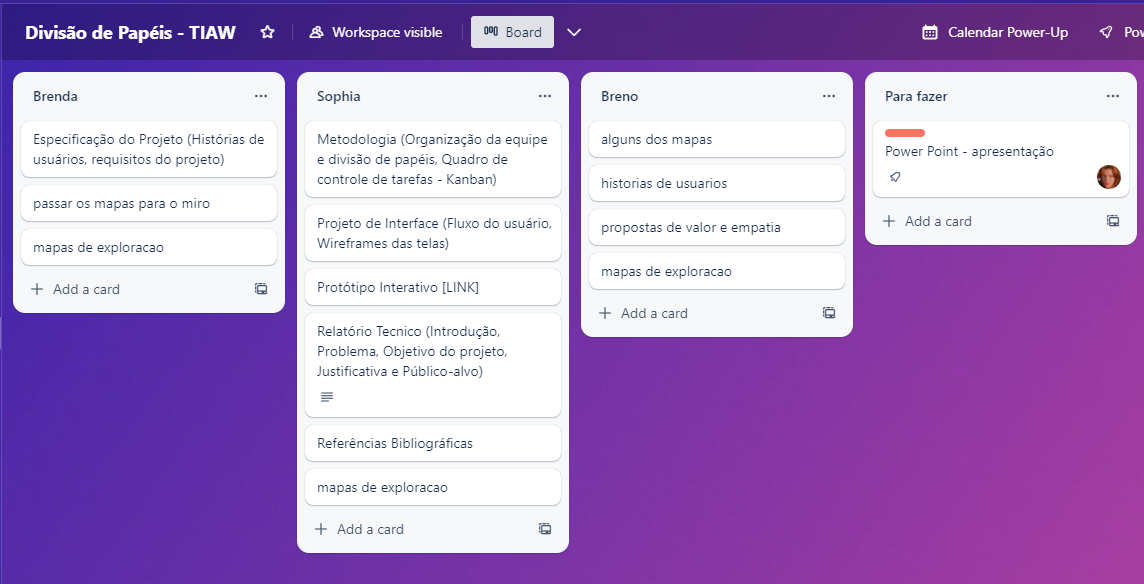 Divisão de Papéis - TIAW
Workspace visible
Board
Calendar Power-Up
Brenda
Especificação do Projeto (Histórias de
usuários, requisitos do projeto)
passar os mapas para o miro
mapas de exploracao
Add a card
Sophia
Metodologia (Organização da equipe
e divisão de papéis, Quadro de
controle de tarefas - Kanban)
Projeto de Interface (Fluxo do usuário,
Wireframes das telas)
Protótipo Interativo [LINK]
Relatório Tecnico (Introdução,
Problema, Objetivo do projeto,
Justificativa e Público-alvo)
Referências Bibliográficas
mapas de exploracao
Add a card
Breno
alguns dos mapas
historias de usuarios
propostas de valor e empatia
mapas de exploracao
Add a card
Para fazer
Power Point - apresentação
Add a card